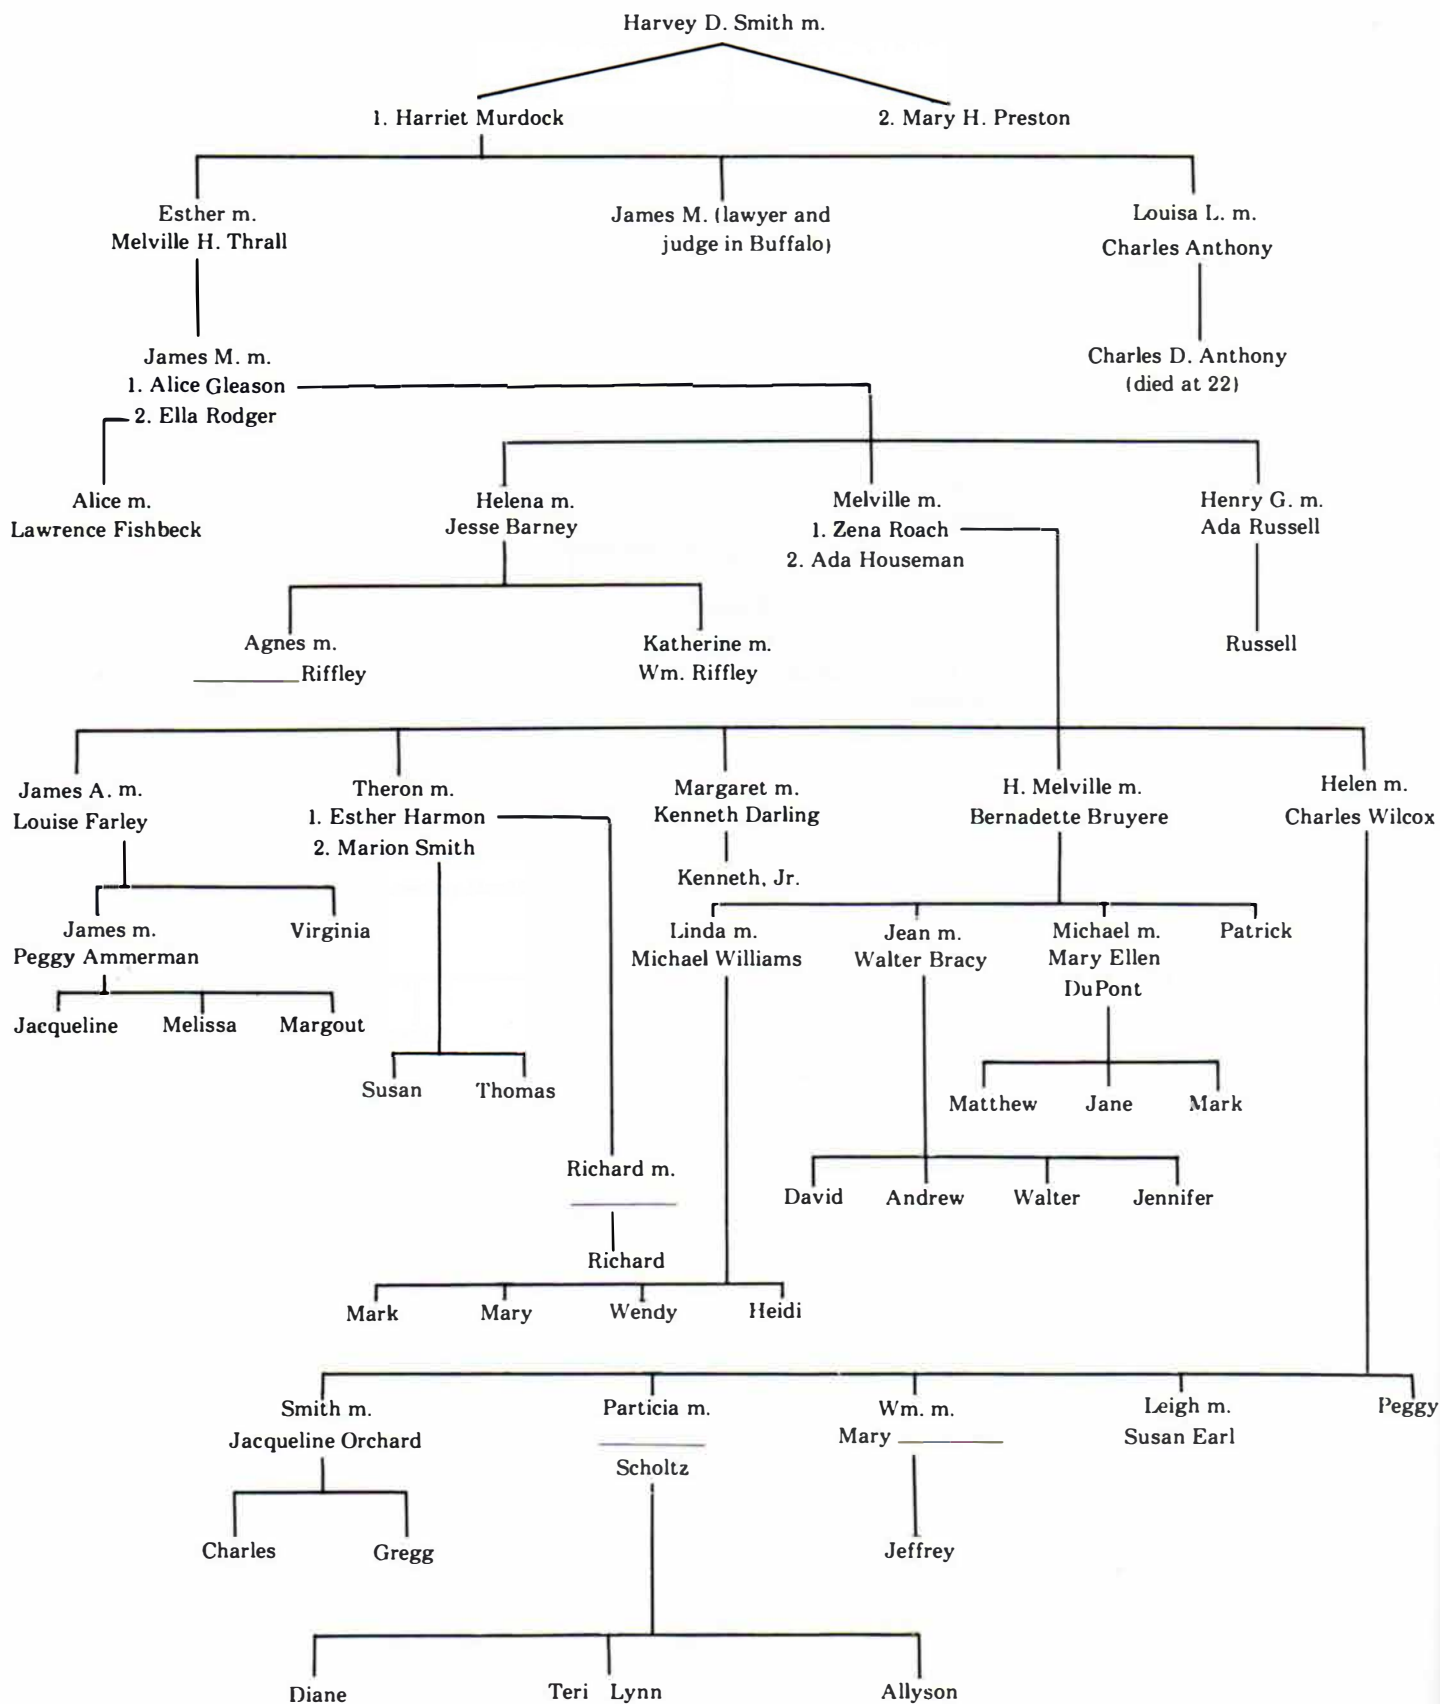 Harvey D. Smith m.
1. Harriet Murdock
2. Mary H. Preston
Esther m.
Melville H. Thrall
James M. (lawyer and
judge in Buffalo)
Louisa L. m.
Charles Anthony
James M. m.
1. Alice Gleason
2. Ella Rodger
Charles D. Anthony
(died at 22)
Alice m.
Lawrence Fishbeck
Helena m.
Jesse Barney
Melville m.
1. Zena Roach
2. Ada Houseman
Henry G. m.
Ada Russell
Agnes m.
________ Riffley
Katherine m.
Wm. Riffley
Russell
James A. m.
Louise Farley
Theron m.
1. Esther Harmon
2. Marion Smith
Margaret m.
Kenneth Darling
Kenneth, Jr.
H. Melville m.
Bernadette Bruyere
Helen m.
Charles Wilcox
James m.
Peggy Ammerman
Virginia
Linda m.
Michael Williams
Jean m.
Walter Bracy
Michael m.
Mary Ellen
DuPont
Patrick
Jacqueline
Melissa
Margout
Susan
Thomas
Matthew
Jane
Mark
Richard m.
________
Richard
David
Andrew
Walter
Jennifer
Mark
Mary
Wendy
Heidi
Smith m.
Jacqueline Orchard
Particia m.
________
Scholtz
Wm. m.
Mary ________
Leigh m.
Susan Earl
Peggy
Charles
Gregg
Jeffrey
Diane
Teri Lynn
Allyson